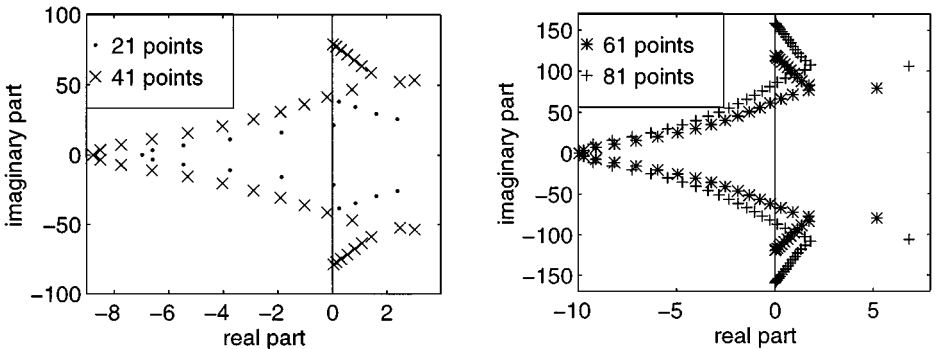 100
50
0
−50
−100
imaginary part
21 points
41 points
−8 −6 −4 −2 0 2
real part
150
100
50
0
−50
−100
−150
imaginary part
61 points
81 points
−10 −5 0 5
real part